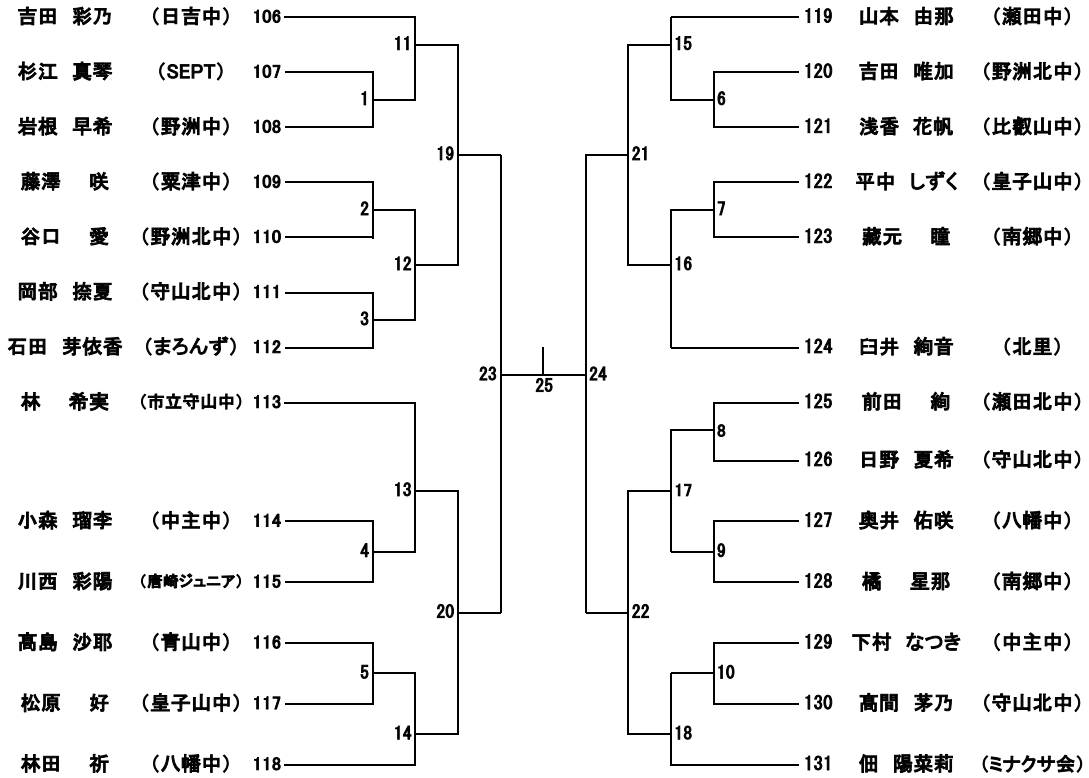 吉田 彩乃 （日吉中） 106
杉江 真琴 （SEPT） 107
岩根 早希 （野洲中） 108
藤澤 咲 （粟津中） 109
谷口 愛 （野洲北中） 110
岡部 捺夏 （守山北中） 111
石田 芽依香 （まろんず） 112
林 希実 （市立守山中） 113
小森 瑠李 （中主中） 114
川西 彩陽 （唐崎ジュニア） 115
高島 沙耶 （青山中） 116
松原 好 （皇子山中） 117
林田 祈 （八幡中） 118
11
1
19
2
12
3
23
13
4
20
5
14
25
15
6
21
7
16
24
8
17
9
22
10
18
119 山本 由那 （瀬田中）
120 吉田 唯加 （野洲北中）
121 浅香 花帆 （比叡山中）
122 平中 しずく （皇子山中）
123 藏元 瞳 （南郷中）
124 臼井 絢音 （北里）
125 前田 絢 （瀬田北中）
126 日野 夏希 （守山北中）
127 奥井 佑咲 （八幡中）
128 橘 星那 （南郷中）
129 下村 なつき （中主中）
130 高間 茅乃 （守山北中）
131 佃 陽菜莉 （ミナクサ会）